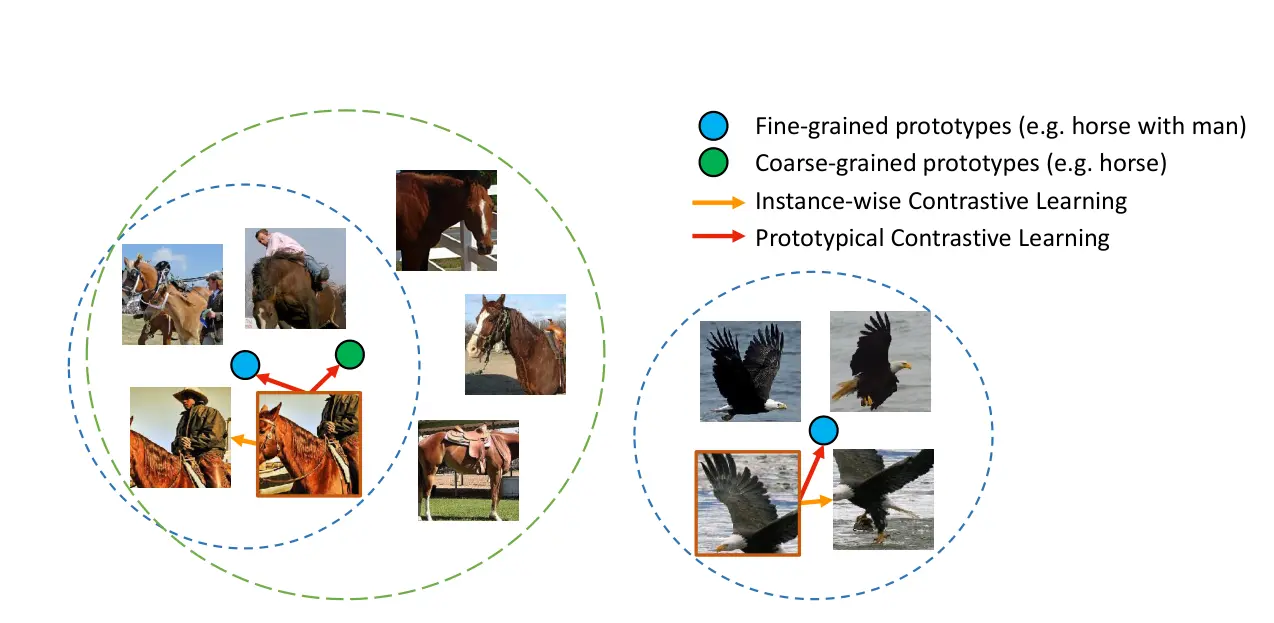 Fine-grained prototypes (e.g. horse with man)
Coarse-grained prototypes (e.g. horse)
Instance-wise Contrastive Learning
Prototypical Contrastive Learning